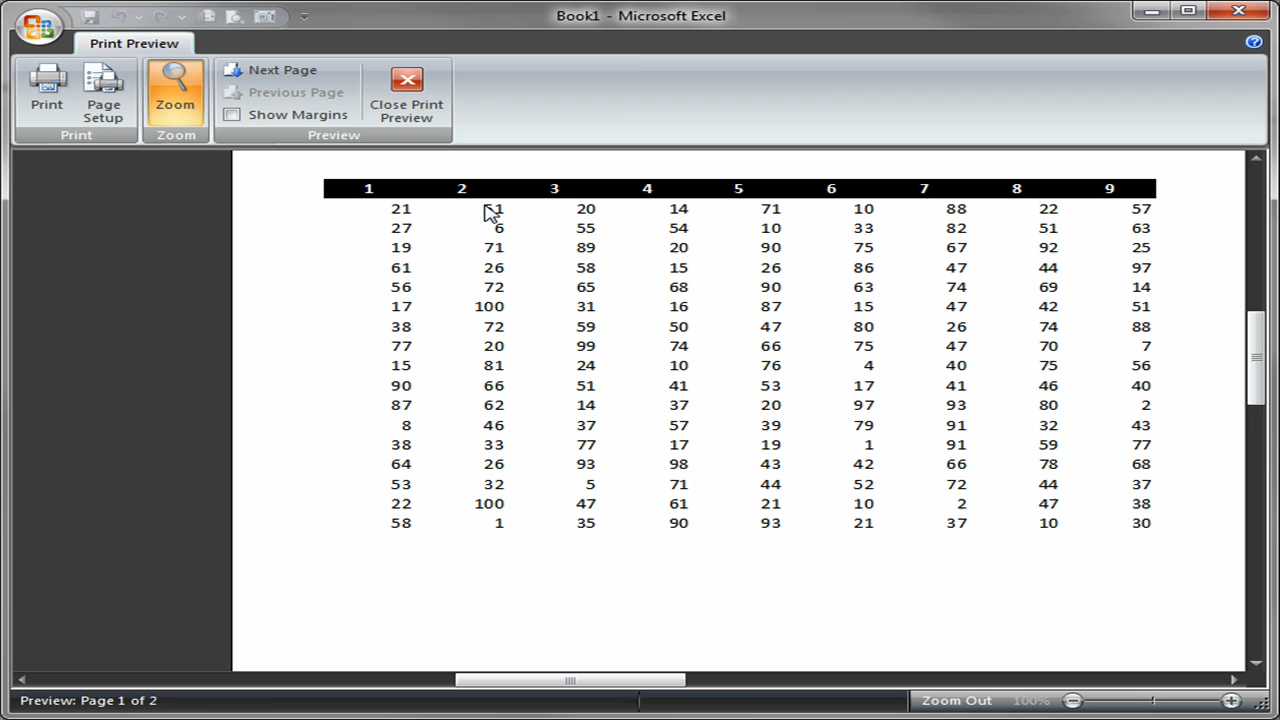 Book1 - Microsoft Excel
Print Preview
Print
Page Setup
Zoom
Next Page
Previous Page
Show Margins
Close Print Preview
Print
Zoom
Preview
1 2 3 4 5 6 7 8 9
21 20 14 71 10 88 22 57
27 6 55 54 10 33 82 51 63
19 71 89 20 90 75 67 92 25
61 26 58 15 26 86 47 44 97
56 72 65 68 90 63 74 69 14
17 100 31 16 87 15 47 42 51
38 72 59 50 47 80 26 74 88
77 20 99 74 66 75 47 70 7
15 81 24 10 76 4 40 75 56
90 66 51 41 53 17 41 46 40
87 62 14 37 20 97 93 80 2
8 46 37 57 39 79 91 32 43
38 33 77 17 19 1 91 59 77
64 26 93 98 43 42 66 78 68
53 32 5 71 44 52 72 44 37
22 100 47 61 21 10 2 47 38
58 1 35 90 93 21 37 10 30
Preview: Page 1 of 2
Zoom Out 100%